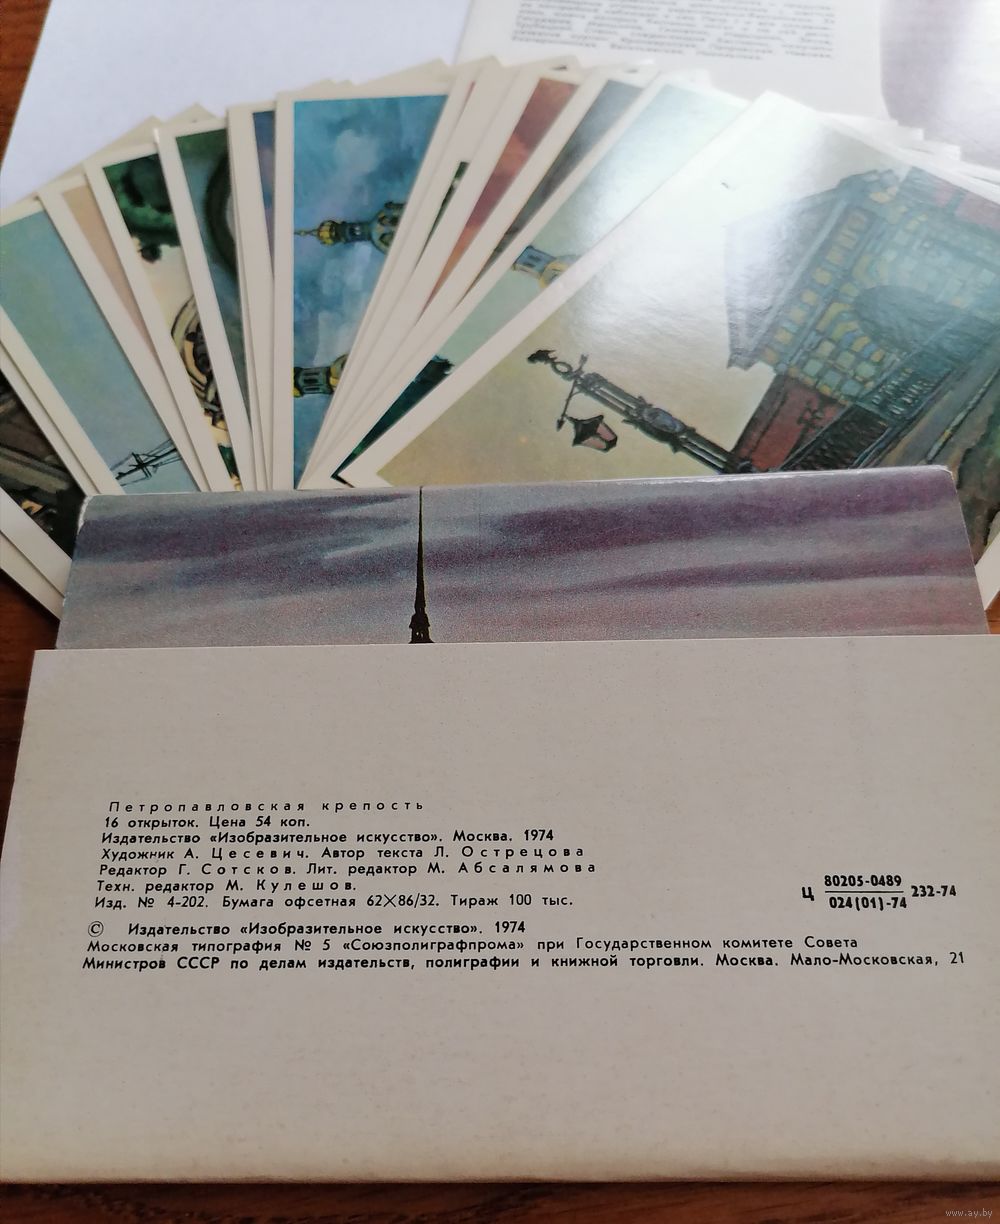 Петропавловская крепость
16 открыток. Цена 54 коп.
Издательство «Изобразительное искусство». Москва. 1974
Художник А. Цесевич. Автор текста Л. Острецова
Редактор Г. Сотсков. Лит. редактор М. Абсалямова
Техн. редактор М. Кулешов.
Изд. № 4-202. Бумага офсетная 62×86/32. Тираж 100 тыс.
Ц 80205-0489
024(01)-74 232-74
© Издательство «Изобразительное искусство». 1974
Московская типография № 5 «Союзполиграфпрома» при Государственном комитете Совета
Министров СССР по делам издательств, полиграфии и книжной торговли. Москва. Мало-Московская, 21
www.ay.by